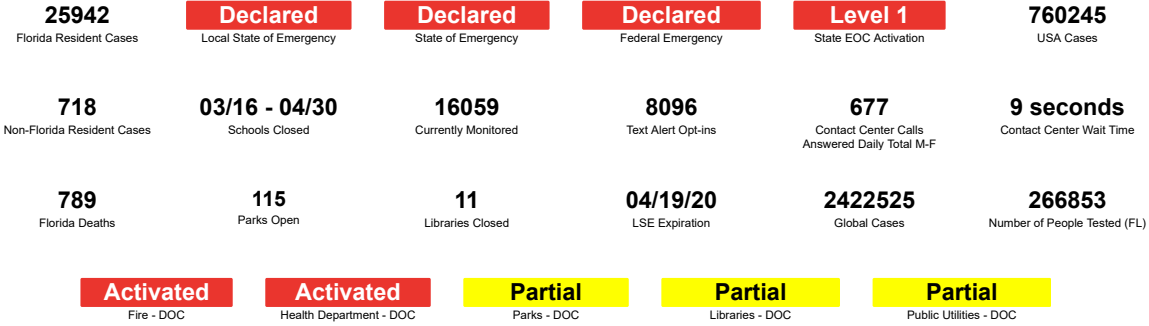 25942 Declared Declared Declared Level 1 760245
Florida Resident Cases Local State of Emergency State of Emergency Federal Emergency State EOC Activation USA Cases
718 03/16 - 04/30 16059 8096 677 9 seconds
Non-Florida Resident Cases Schools Closed Currently Monitored Text Alert Opt-ins Contact Center Calls Contact Center Wait Time
Answered Daily Total M-F
789 115 11 04/19/20 2422525 266853
Florida Deaths Parks Open Libraries Closed LSE Expiration Global Cases Number of People Tested (FL)
Activated Activated Partial Partial Partial
Fire - DOC Health Department - DOC Parks - DOC Libraries - DOC Public Utilities - DOC